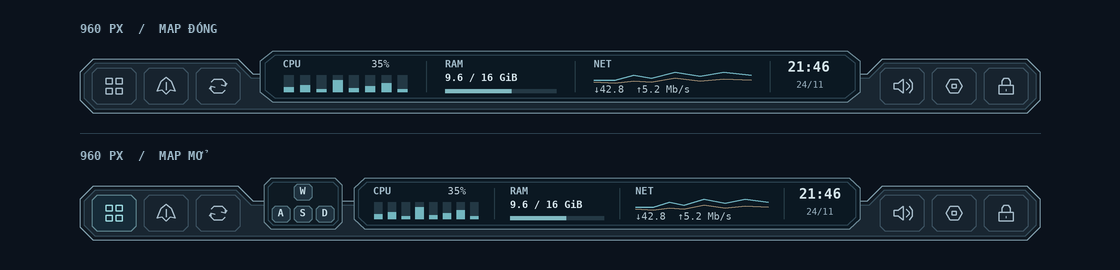 960 PX / MAP ĐÓNG
CPU 35% RAM NET 21:46
9.6 / 16 GiB
↓42.8 ↑5.2 Mb/s 24/11
960 PX / MAP MỞ
W CPU 35% RAM NET 21:46
9.6 / 16 GiB
A S D ↓42.8 ↑5.2 Mb/s 24/11